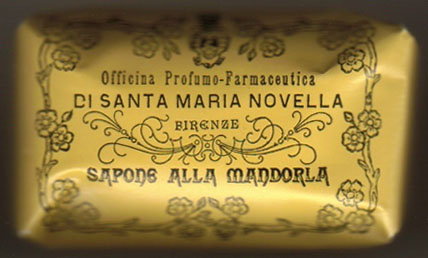 Officina Profumo-Farmaceutica
DI SANTA MARIA NOVELLA
FIRENZE
SAPONE ALLA MANDORLA